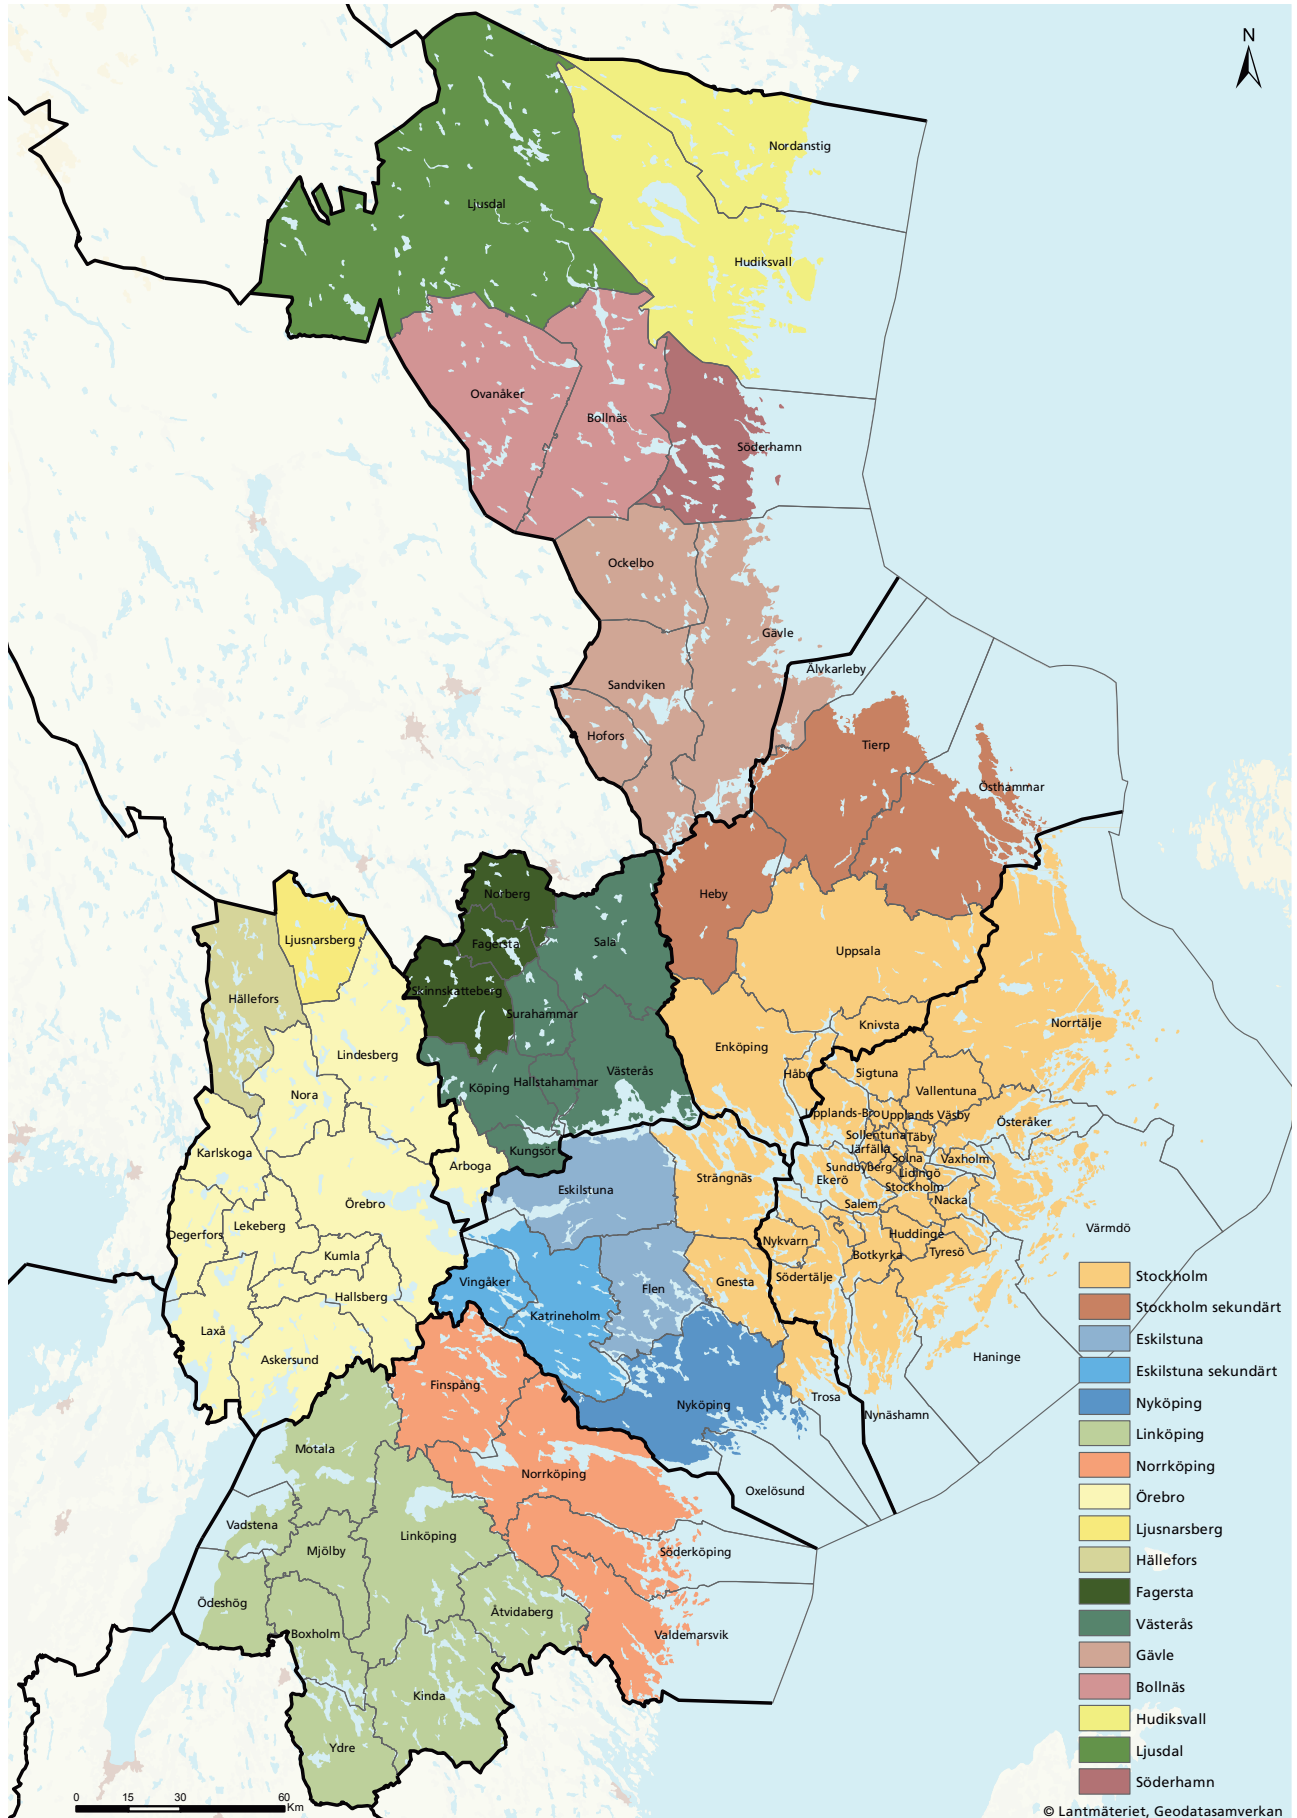 N
Nordanstig
Ljusdal
Hudiksvall
Ovanåker
Bollnäs
Söderhamn
Ockelbo
Gävle
Älvkarleby
Sandviken
Hofors
Tierp
Östhammar
Norberg
Heby
Ljusnarsberg
Fagersta
Sala
Uppsala
Skinnskatteberg
Hällefors
Surahammar
Knivsta
Norrtälje
Lindesberg
Enköping
Håbo
Sigtuna
Köping
Hallstahammar
Västerås
Nora
Vallentuna
Upplands-Bro
Upplands Väsby
Österåker
Sollentuna
Täby
Järfälla
Karlskoga
Kungsör
Arboga
Solna
Vaxholm
Sundbyberg
Lidingö
Strängnäs
Ekerö
Stockholm
Eskilstuna
Nacka
Örebro
Salem
Lekeberg
Degerfors
Värmdö
Huddinge
Nykvarn
Botkyrka
Tyresö
Kumla
Södertälje
Vingåker
Gnesta
Flen
Hallsberg
Katrineholm
Laxå
Askersund
Haninge
Finspång
Trosa
Nyköping
Nynäshamn
Motala
Norrköping
Oxelösund
Vadstena
Linköping
Mjölby
Söderköping
Ödeshög
Åtvidaberg
Boxholm
Valdemarsvik
Kinda
Ydre
Stockholm
Stockholm sekundärt
Eskilstuna
Eskilstuna sekundärt
Nyköping
Linköping
Norrköping
Örebro
Ljusnarsberg
Hällefors
Fagersta
Västerås
Gävle
Bollnäs
Hudiksvall
Ljusdal
Söderhamn
0 15 30 60
Km
© Lantmäteriet, Geodatasamverkan